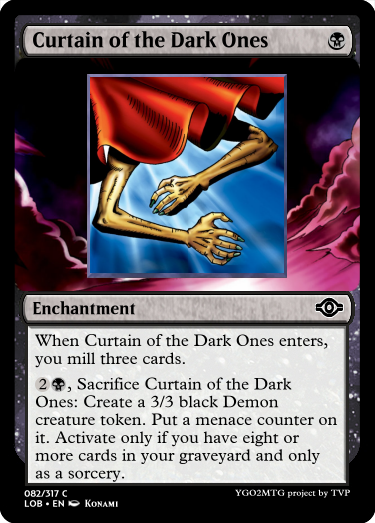 Curtain of the Dark Ones
Enchantment
When Curtain of the Dark Ones enters,
you mill three cards.
2, Sacrifice Curtain of the Dark
Ones: Create a 3/3 black Demon
creature token. Put a menace counter on
it. Activate only if you have eight or
more cards in your graveyard and only
as a sorcery.
082/317 C
LOB • EN Konami
YGO2MTG project by TVP